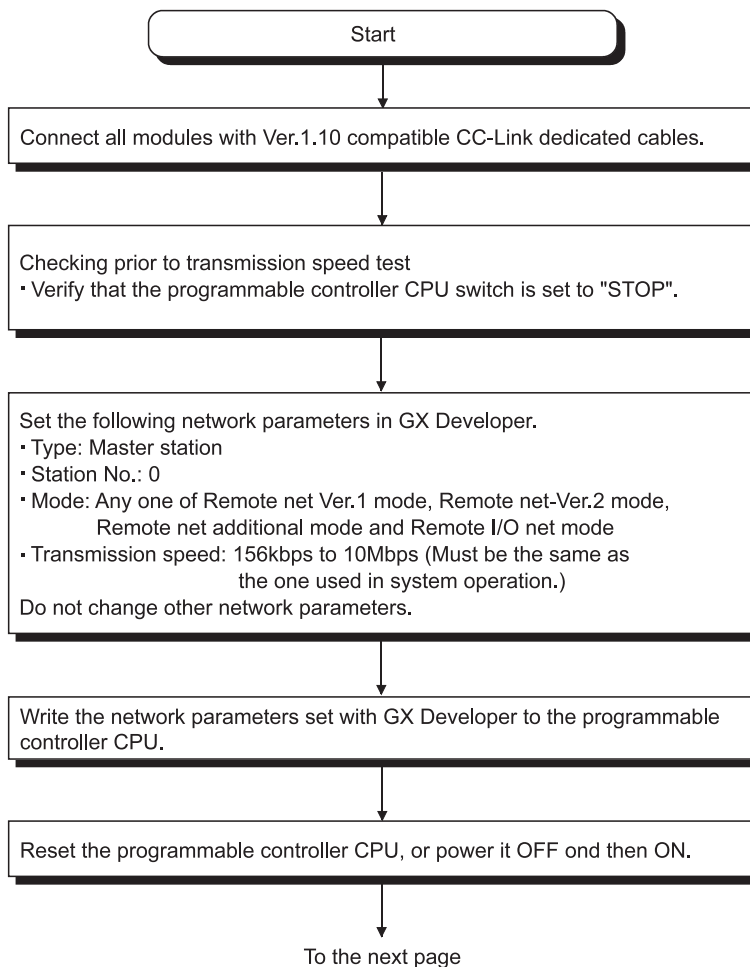 Start
Connect all modules with Ver.1.10 compatible CC-Link dedicated cables.
Checking prior to transmission speed test
・Verify that the programmable controller CPU switch is set to "STOP".
Set the following network parameters in GX Developer.
・Type: Master station
・Station No.: 0
・Mode: Any one of Remote net Ver.1 mode, Remote net-Ver.2 mode,
Remote net additional mode and Remote I/O net mode
・Transmission speed: 156kbps to 10Mbps (Must be the same as
the one used in system operation.)
Do not change other network parameters.
Write the network parameters set with GX Developer to the programmable
controller CPU.
Reset the programmable controller CPU, or power it OFF ond then ON.
To the next page